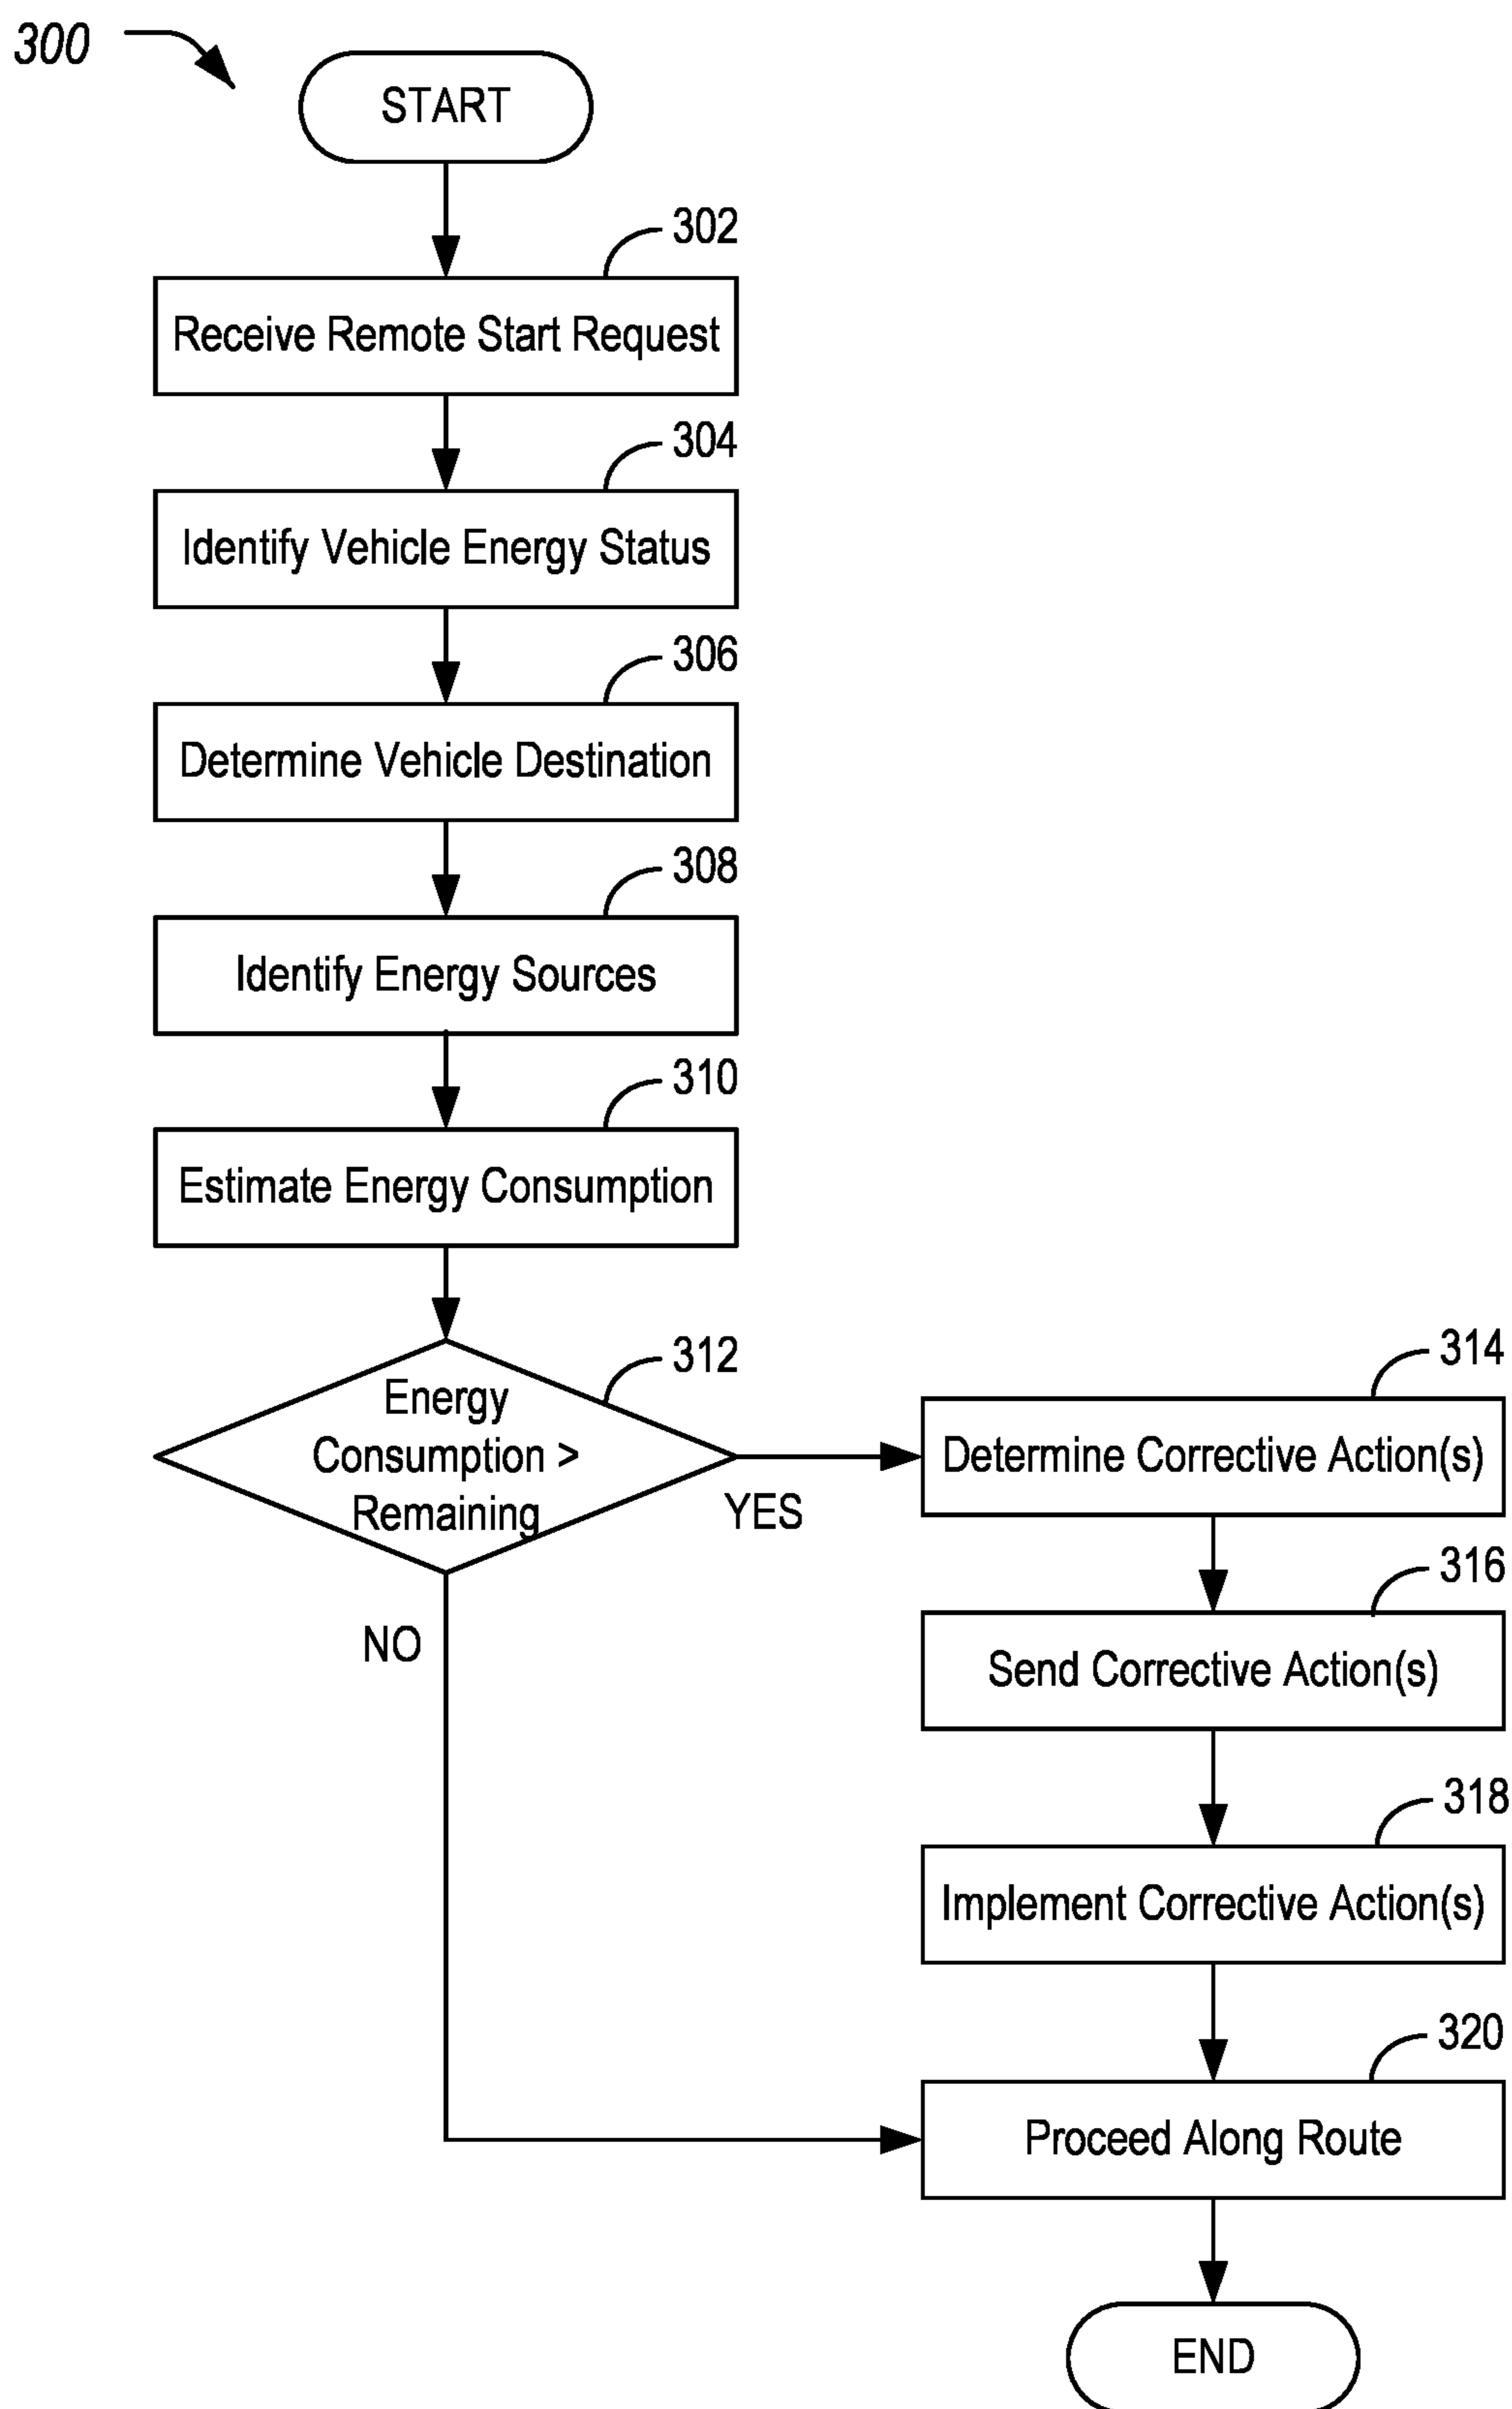 300
START
302
Receive Remote Start Request
304
Identify Vehicle Energy Status
306
Determine Vehicle Destination
308
Identify Energy Sources
310
Estimate Energy Consumption
312
Energy
Consumption >
Remaining
YES
NO
314
Determine Corrective Action(s)
316
Send Corrective Action(s)
318
Implement Corrective Action(s)
320
Proceed Along Route
END